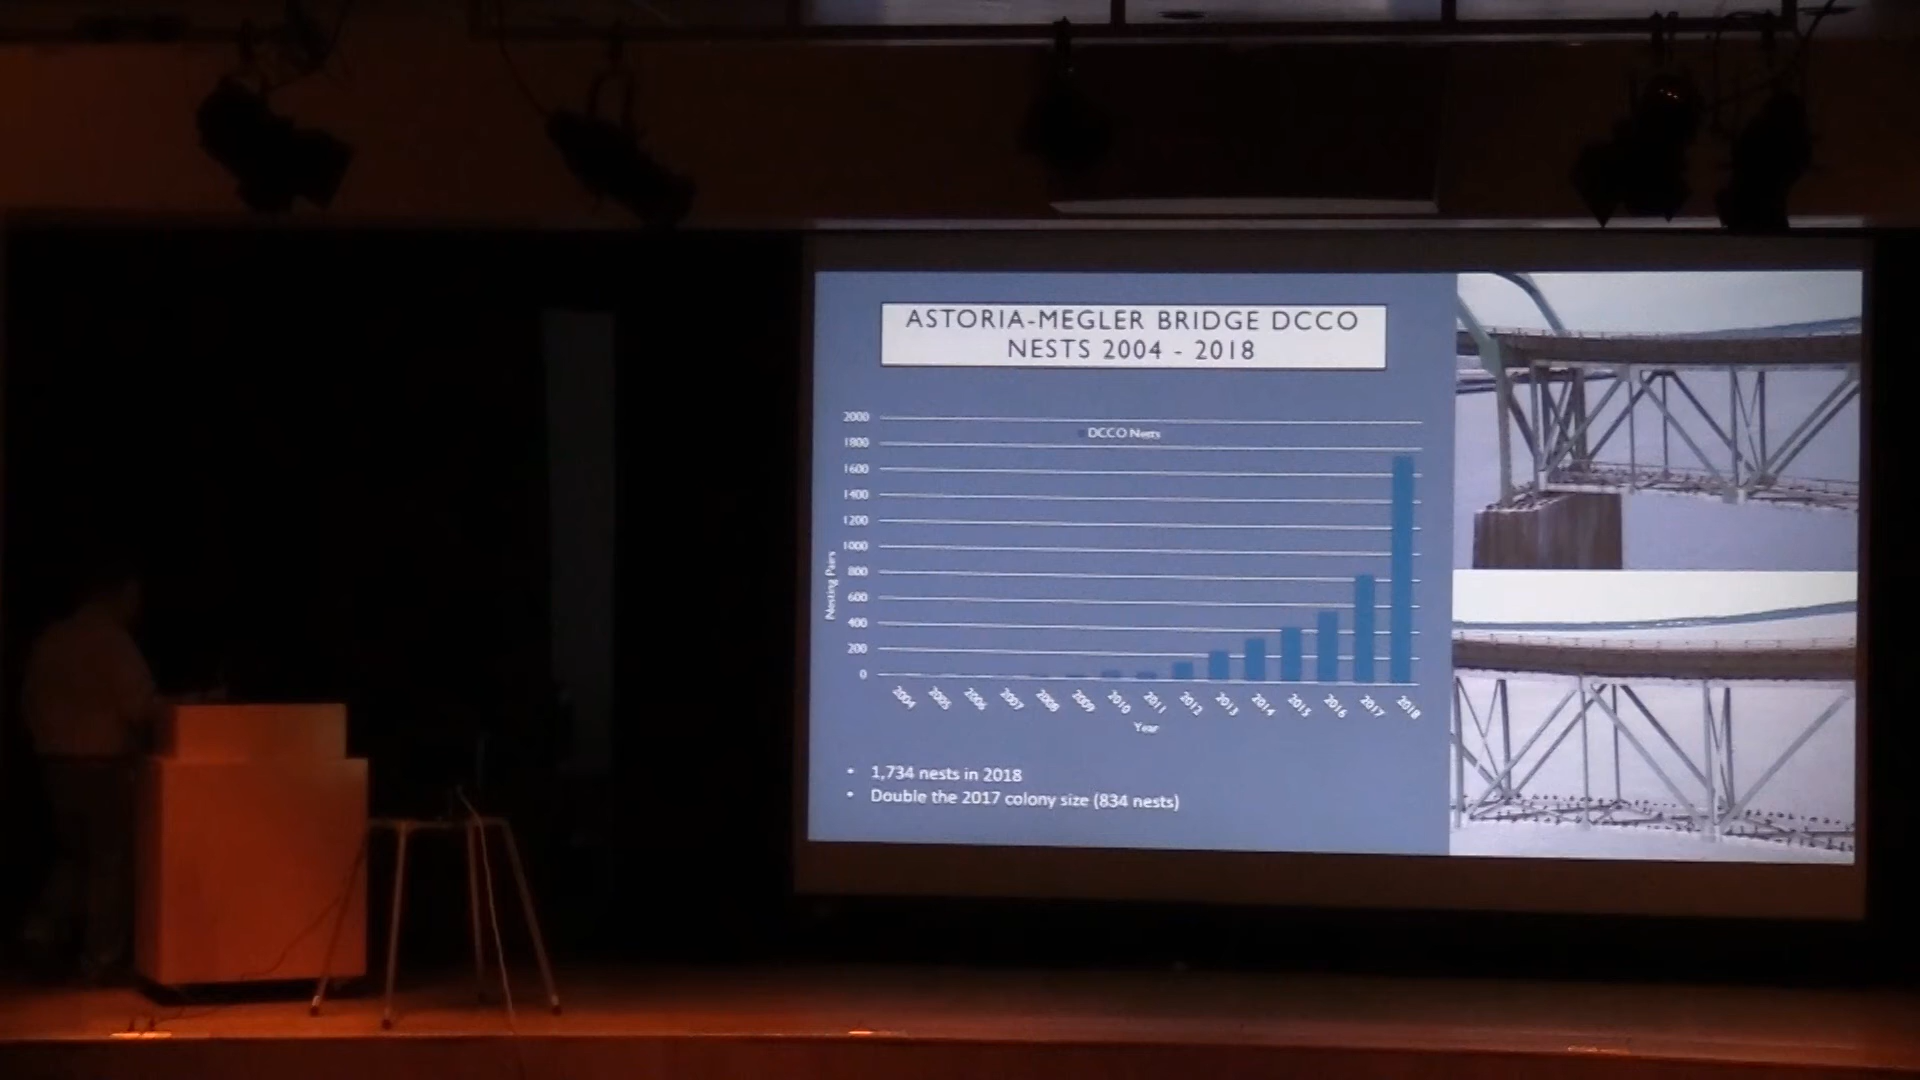 ASTORIA-MEGLER BRIDGE DCCO
NESTS 2004 - 2018
2000
DCCO Nests
1800
1600
1400
1200
1000
800
600
400
200
0
Nesting Pairs
2004 2005 2006 2007 2008 2009 2010 2011 2012 2013 2014 2015 2016 2017 2018
Year
• 1,734 nests in 2018
• Double the 2017 colony size (834 nests)